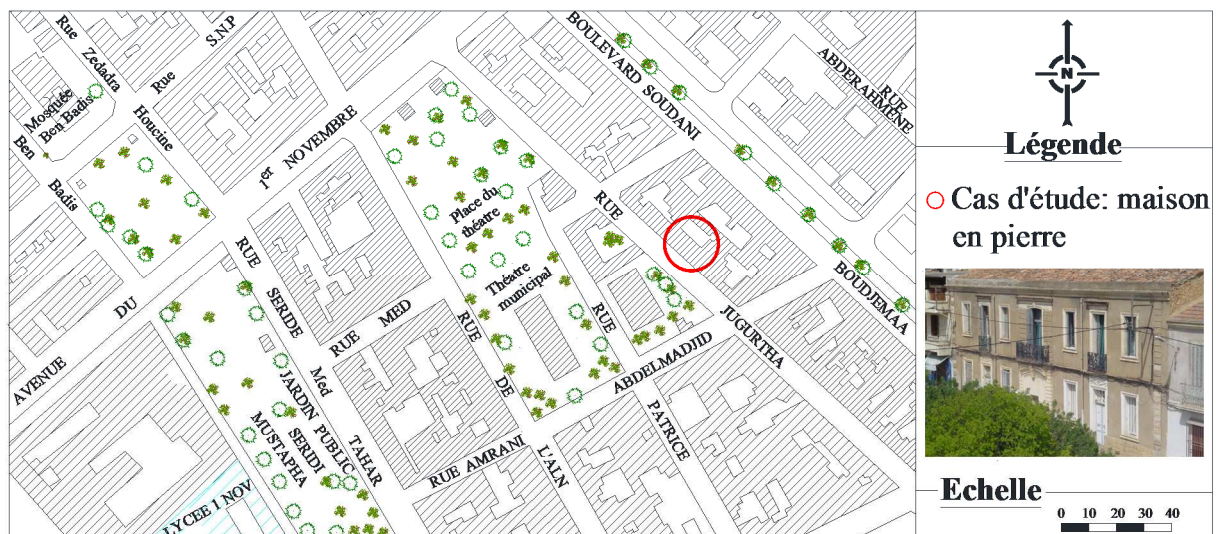 Rue
Zedadra
Houcine
Rue
S.N.P
Mosquée
Ben Badis
Ben
Badis
1er NOVEMBRE
DU
AVENUE
BOULEVARD SOUDANI
BOUDJEMAA
RUE
ABDERAHMENE
Place du
théatre
Théatre
municipal
RUE
JUGURTHA
RUE
SERIDE
Med
TAHAR
RUE MED
ABDELMADJID
RUE
DE
L'ALN
RUE
PATRICE
RUE AMRANI
JARDIN PUBLIC
SERIDI
MUSTAPHA
LYCEE 1 NOV
N
Légende
Cas d'étude: maison
en pierre
Echelle
0 10 20 30 40